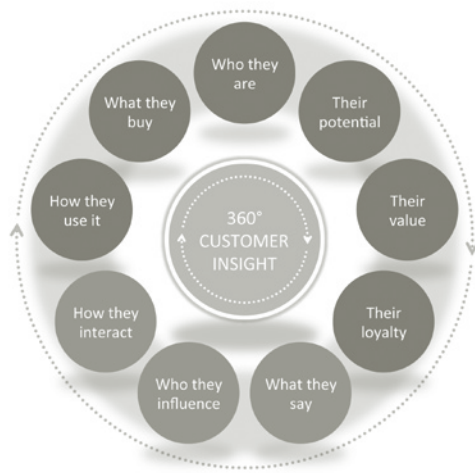 Who they
are
Their
potential
Their
value
Their
loyalty
What they
say
Who they
influence
How they
interact
How they
use it
What they
buy
360°
CUSTOMER
INSIGHT